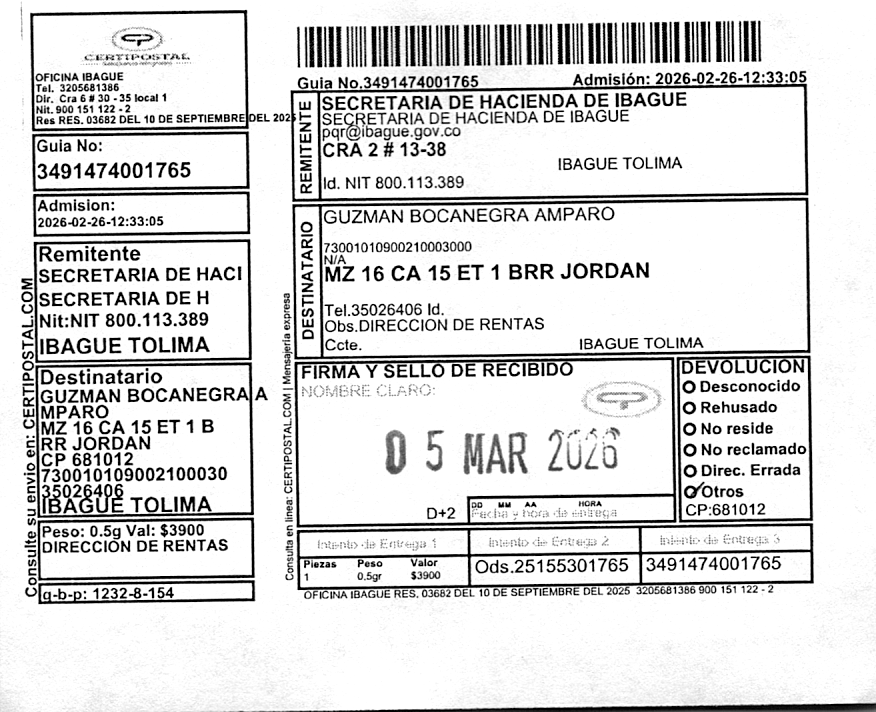 CERTIPOSTAL
OFICINA IBAGUE
Tel. 3205681386
Dir. Cra 6 # 30 - 35 local 1
Nit. 900 151 122 - 2
Res RES. 03682 DEL 10 DE SEPTIEMBRE DEL 2025
Guia No:
3491474001765
Admision:
2026-02-26-12:33:05
Remitente
SECRETARIA DE HACI
SECRETARIA DE H
Nit:NIT 800.113.389
IBAGUE TOLIMA
Destinatario
GUZMAN BOCANEGRA A
MPARO
MZ 16 CA 15 ET 1 B
RR JORDAN
CP 681012
730010109002100030
35026406
IBAGUE TOLIMA
Peso: 0.5g Val: $3900
DIRECCION DE RENTAS
g-b-p: 1232-8-154
Consulte su envio en: CERTIPOSTAL.COM
Guia No.3491474001765
Admisión: 2026-02-26-12:33:05
REMITENTE
SECRETARIA DE HACIENDA DE IBAGUE
SECRETARIA DE HACIENDA DE IBAGUE
pqr@ibague.gov.co
CRA 2 # 13-38
IBAGUE TOLIMA
Id. NIT 800.113.389
DESTINATARIO
GUZMAN BOCANEGRA AMPARO
73001010900210003000
N/A
MZ 16 CA 15 ET 1 BRR JORDAN
Tel.35026406 Id.
Obs.DIRECCION DE RENTAS
Ccte.
IBAGUE TOLIMA
Consulta en linea: CERTIPOSTAL.COM | Mensajería expresa
FIRMA Y SELLO DE RECIBIDO
NOMBRE CLARO:
05 MAR 2026
D+2
DD MM AA HORA
Fecha y hora de entrega
DEVOLUCION
Desconocido
Rehusado
No reside
No reclamado
Direc. Errada
Otros
CP:681012
Intento de Entrega 1
Intento de Entrega 2
Intento de Entrega 3
Piezas Peso Valor
1 0.5gr $3900
Ods.25155301765
3491474001765
OFICINA IBAGUE RES. 03682 DEL 10 DE SEPTIEMBRE DEL 2025 3205681386 900 151 122 - 2